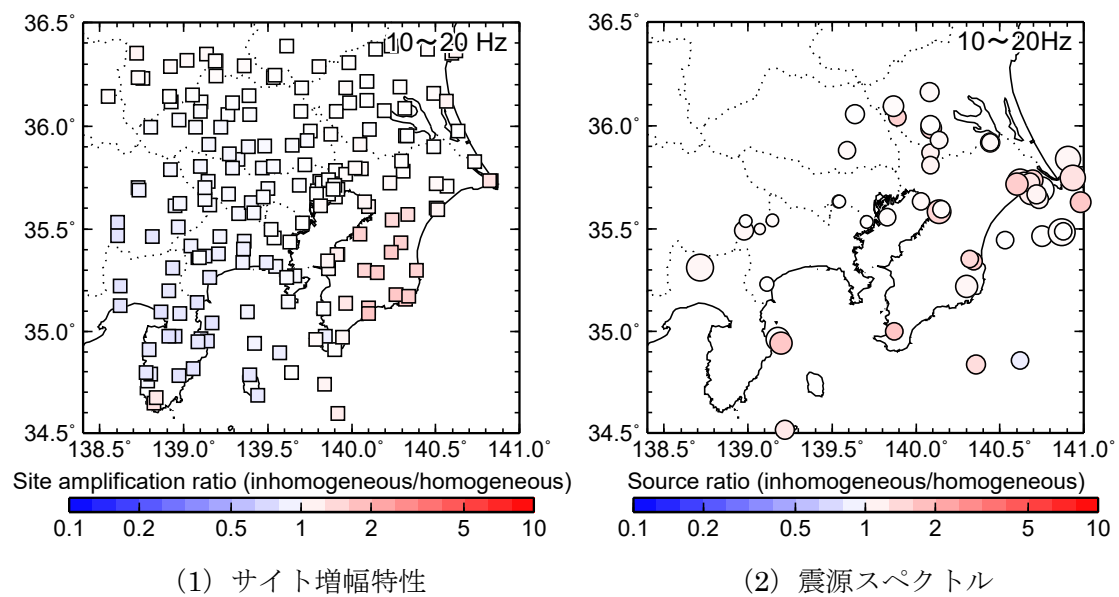 36.5°
36.0°
35.5°
35.0°
34.5°
10〜20 Hz
138.5° 139.0° 139.5° 140.0° 140.5° 141.0°
Site amplification ratio (inhomogeneous/homogeneous)
0.1 0.2 0.5 1 2 5 10
(1) サイト増幅特性
36.5°
36.0°
35.5°
35.0°
34.5°
10〜20Hz
138.5° 139.0° 139.5° 140.0° 140.5° 141.0°
Source ratio (inhomogeneous/homogeneous)
0.1 0.2 0.5 1 2 5 10
(2) 震源スペクトル